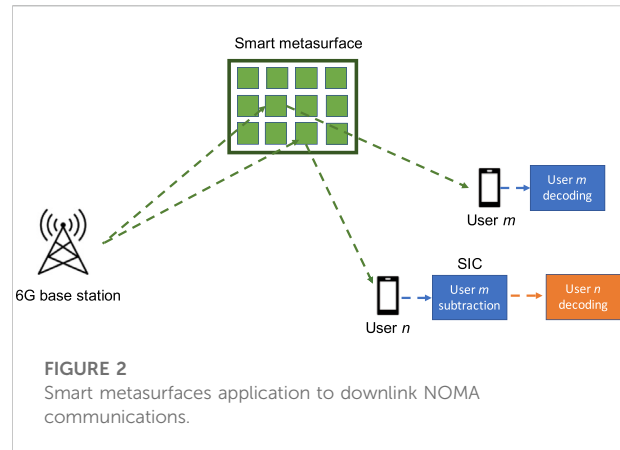 Smart metasurface
User m
decoding
User m
6G base station
SIC
User m
subtraction
User n
decoding
User n
FIGURE 2
Smart metasurfaces application to downlink NOMA
communications.